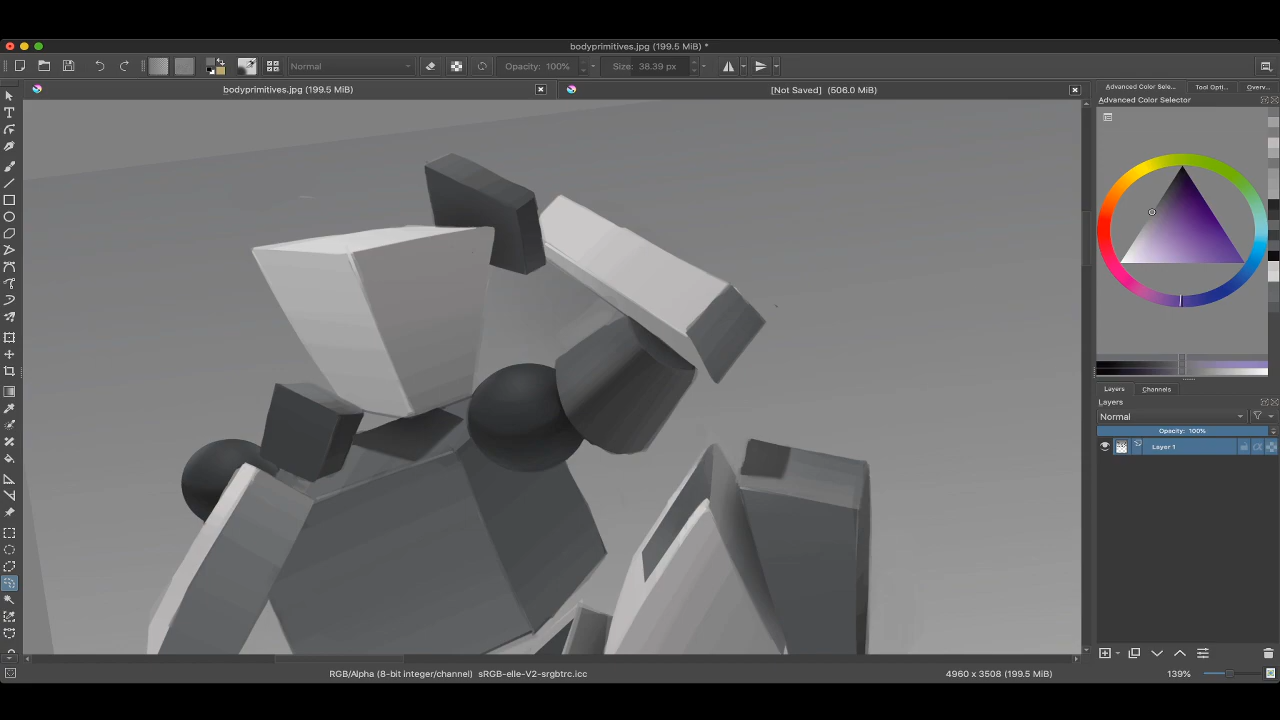 bodyprimitives.jpg (199.5 MiB) *
Normal
Opacity: 100%
Size: 38.39 px
bodyprimitives.jpg (199.5 MiB)
[Not Saved] (506.0 MiB)
Advanced Color Sele...
Tool Opti...
Overv...
Advanced Color Selector
Layers
Channels
Layers
Normal
Opacity: 100%
Layer 1
RGB/Alpha (8-bit integer/channel) sRGB-elle-V2-srgbtrc.icc
4960 x 3508 (199.5 MiB)
139%